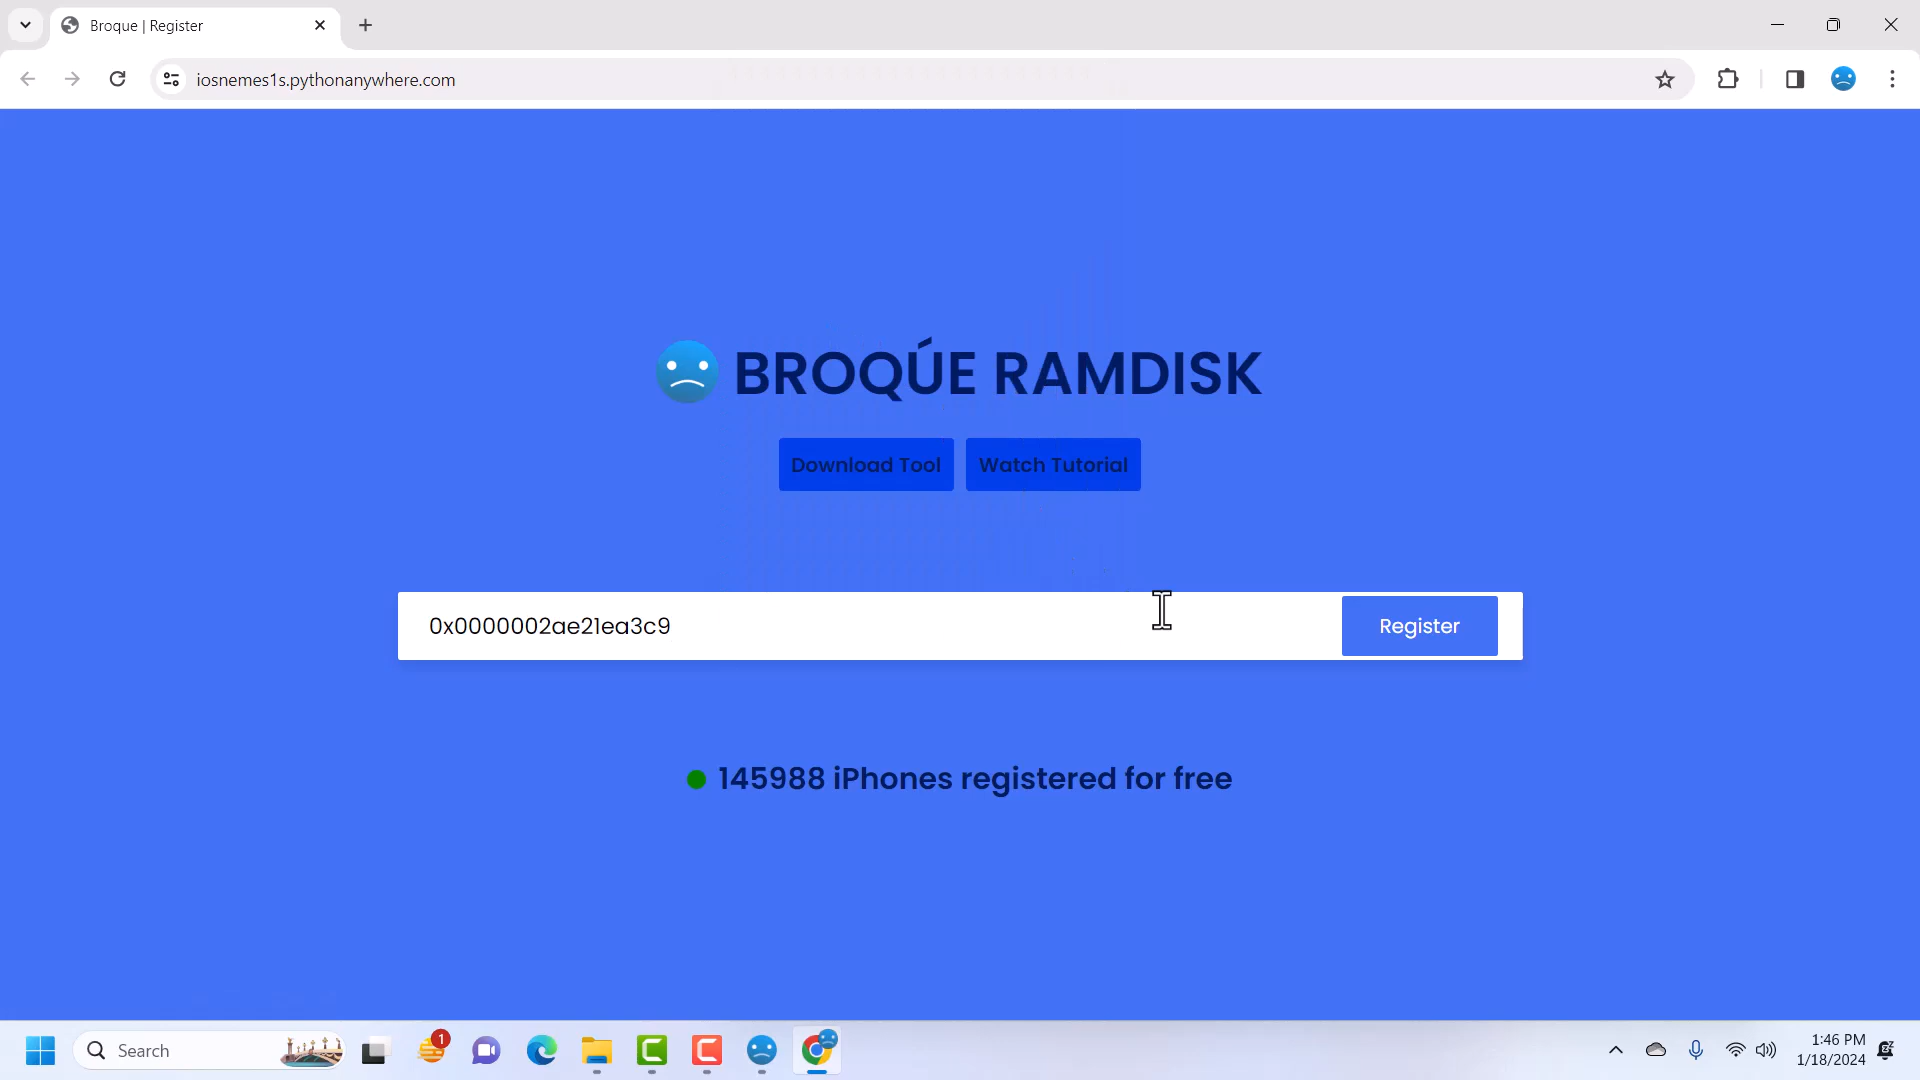 Broque | Register
iosnemes1s.pythonanywhere.com
BROQÚE RAMDISK
Download Tool
Watch Tutorial
0x0000002ae21ea3c9
Register
145988 iPhones registered for free
Search
1
1:46 PM
1/18/2024